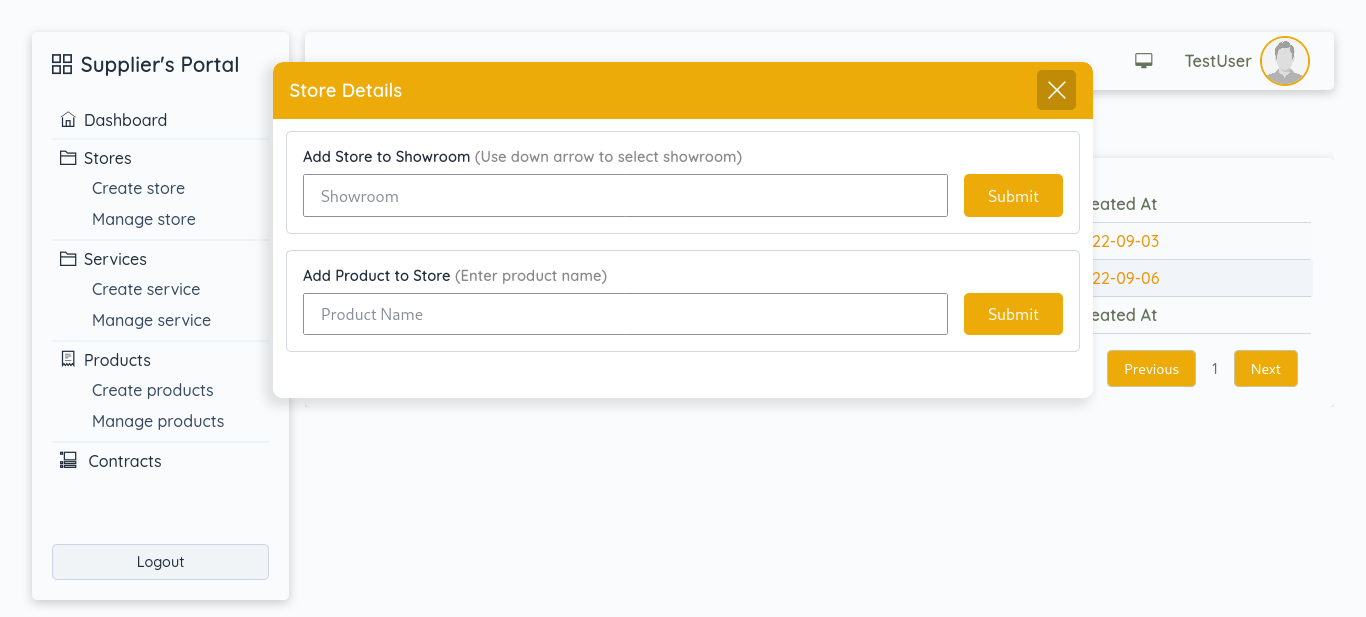 Supplier's Portal
Dashboard
Stores
Create store
Manage store
Services
Create service
Manage service
Products
Create products
Manage products
Contracts
Logout
TestUser
Store Details
Add Store to Showroom (Use down arrow to select showroom)
Showroom
Submit
Add Product to Store (Enter product name)
Product Name
Submit
eated At
22-09-03
22-09-06
eated At
Previous 1 Next